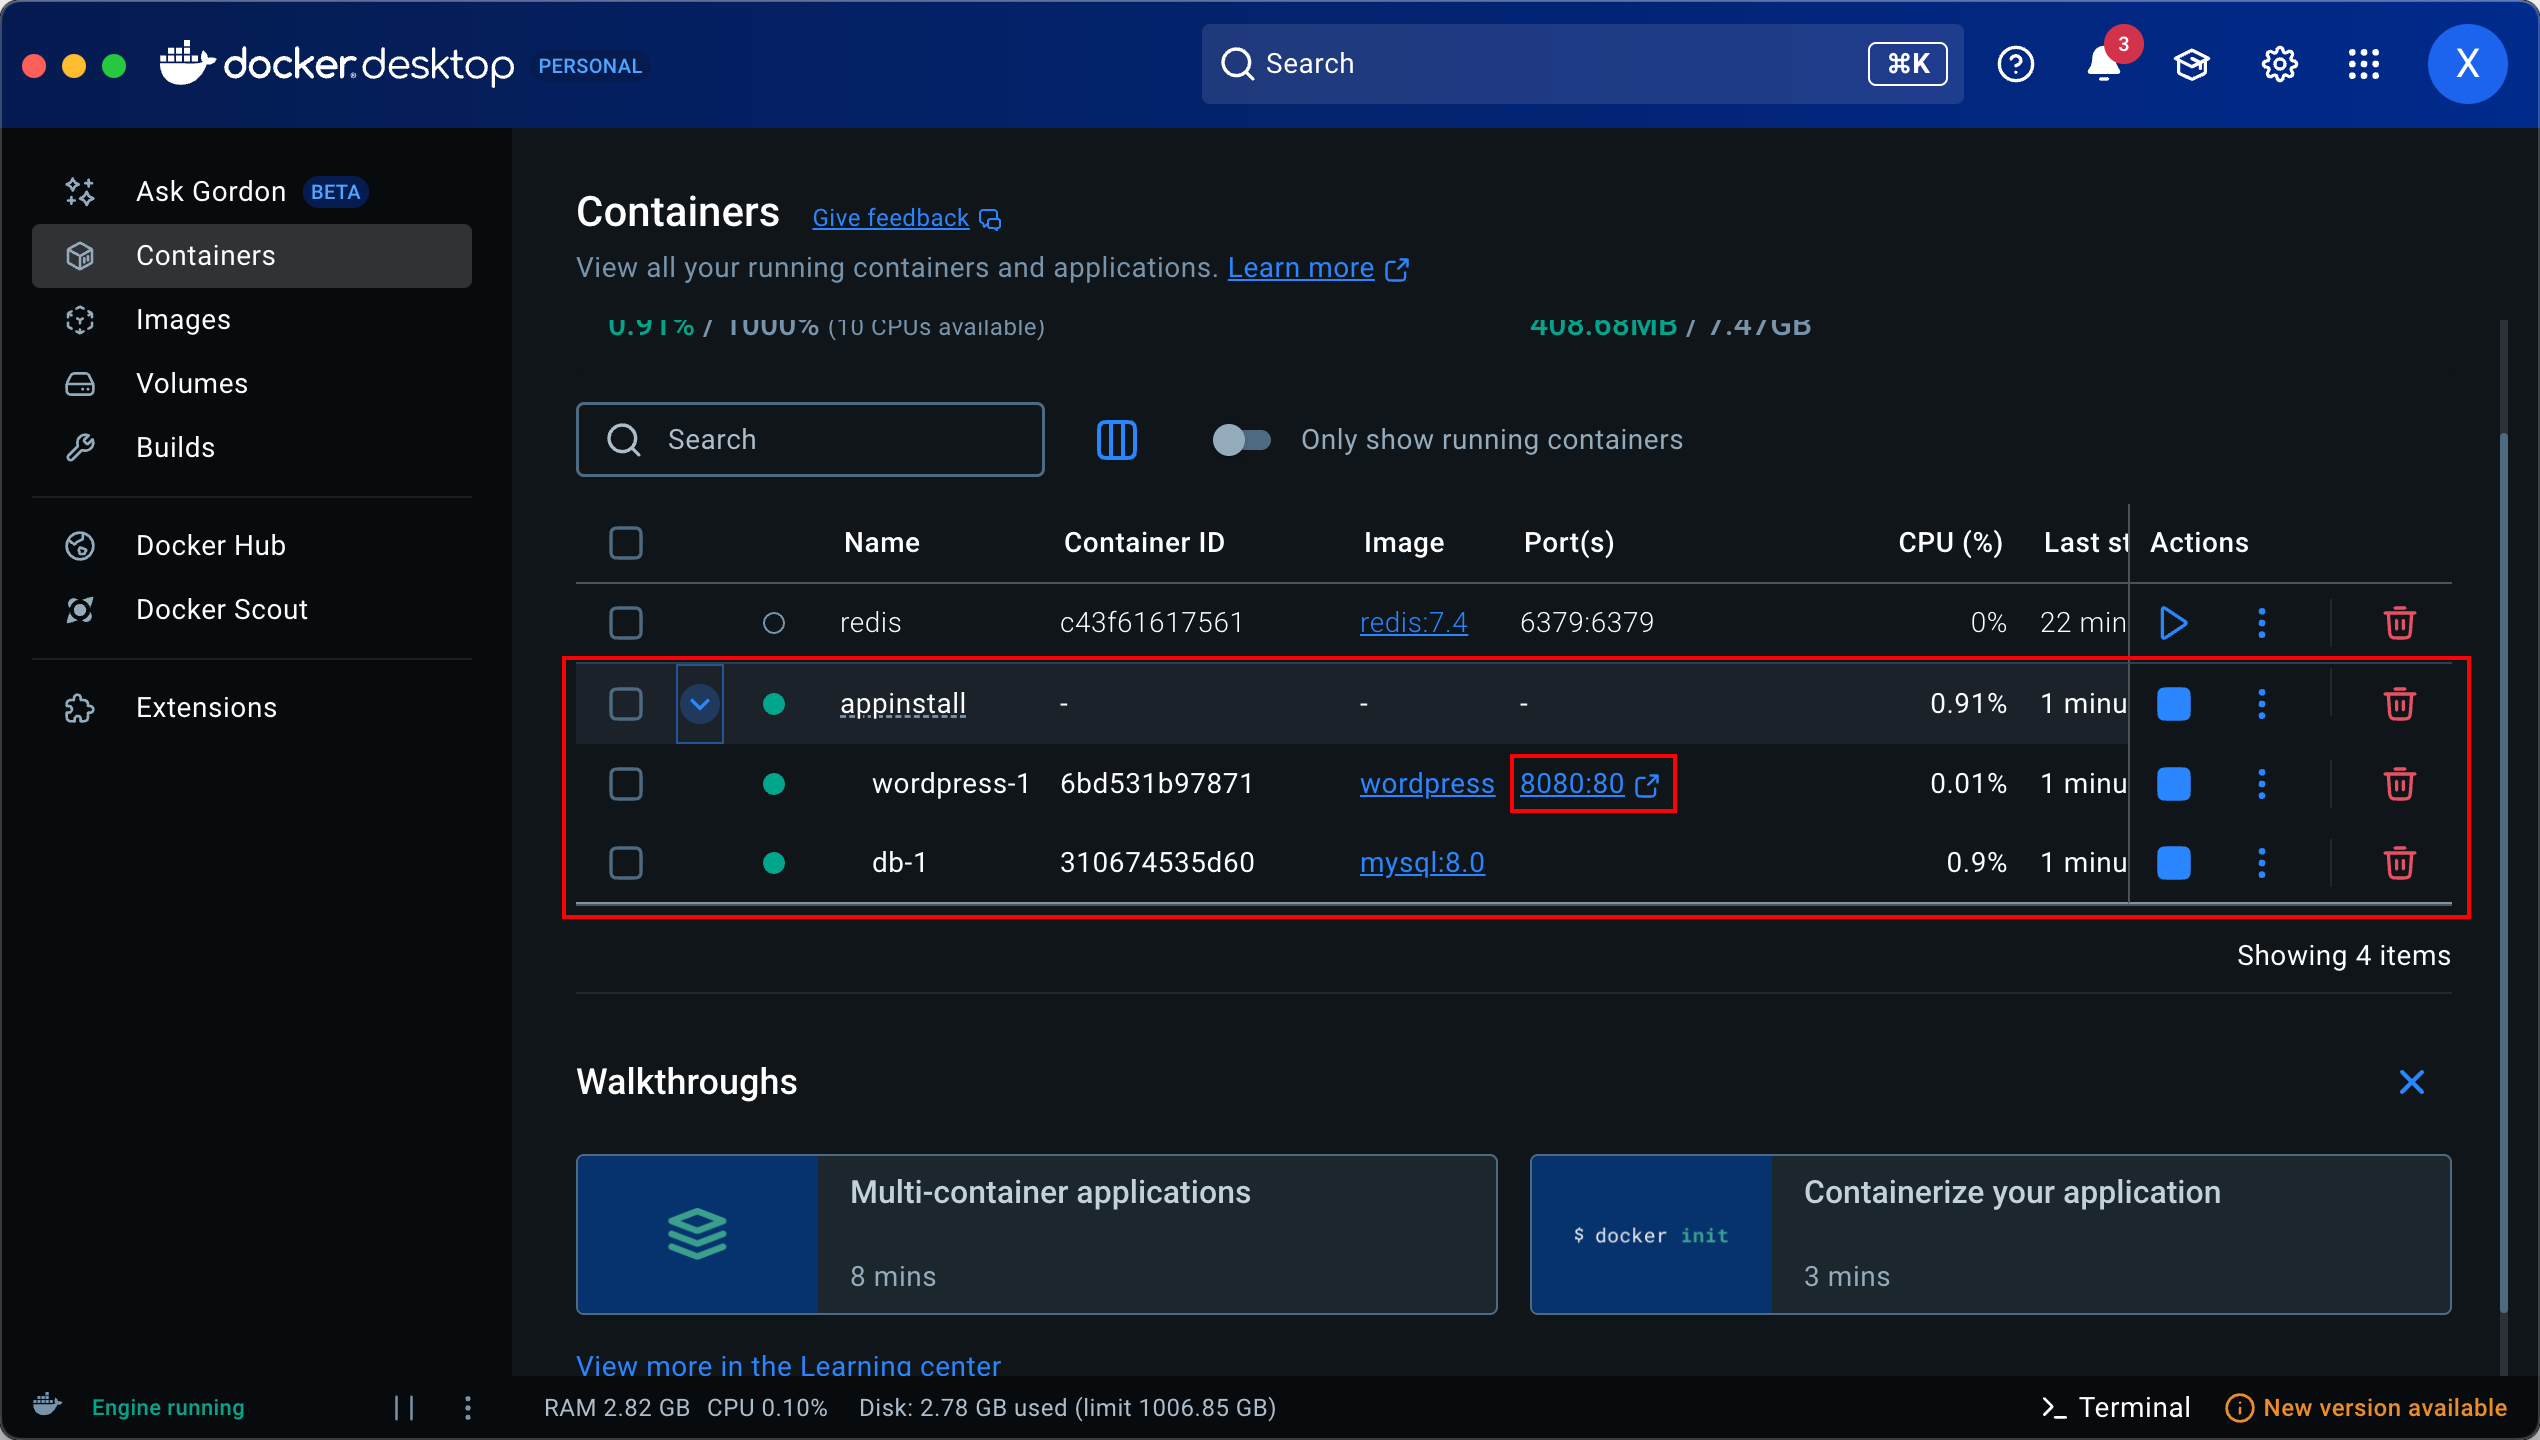 docker desktop PERSONAL
Search ⌘K
3
X
Ask Gordon BETA
Containers
Images
Volumes
Builds
Docker Hub
Docker Scout
Extensions
Containers Give feedback
View all your running containers and applications. Learn more
0.91% / 1000% (10 CPUs available) 408.68MB / 7.47GB
Search Only show running containers
Name Container ID Image Port(s) CPU (%) Last st Actions
redis c43f61617561 redis:7.4 6379:6379 0% 22 min
appinstall - - - 0.91% 1 minu
wordpress-1 6bd531b97871 wordpress 8080:80 0.01% 1 minu
db-1 310674535d60 mysql:8.0 0.9% 1 minu
Showing 4 items
Walkthroughs
Multi-container applications
8 mins
$ docker init
Containerize your application
3 mins
View more in the Learning center
Engine running RAM 2.82 GB CPU 0.10% Disk: 2.78 GB used (limit 1006.85 GB) >_ Terminal New version available